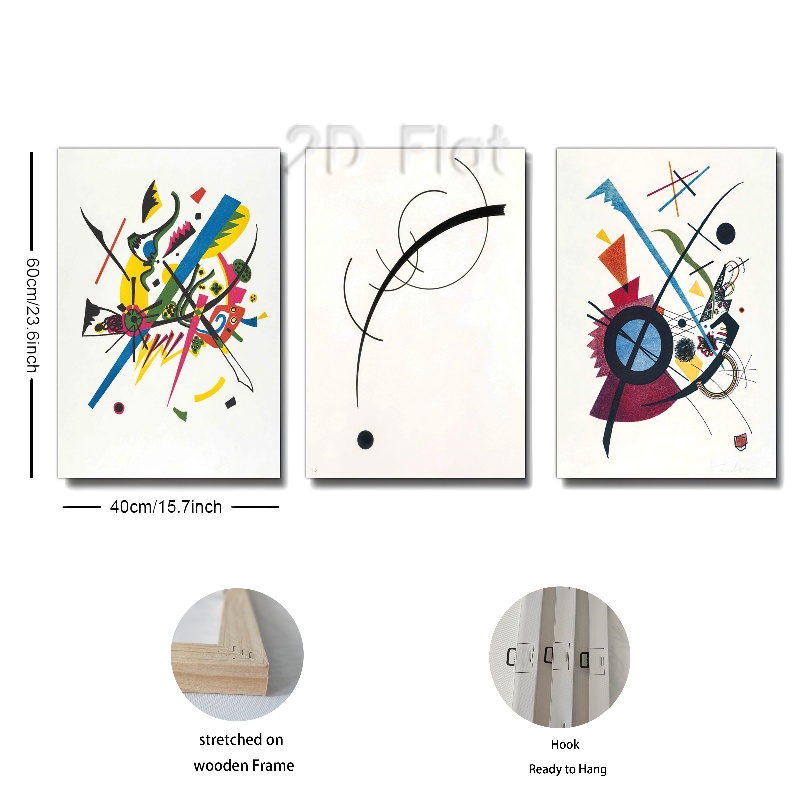 2D Flat
60cm/23.6inch
40cm/15.7inch
stretched on
wooden Frame
Hook
Ready to Hang